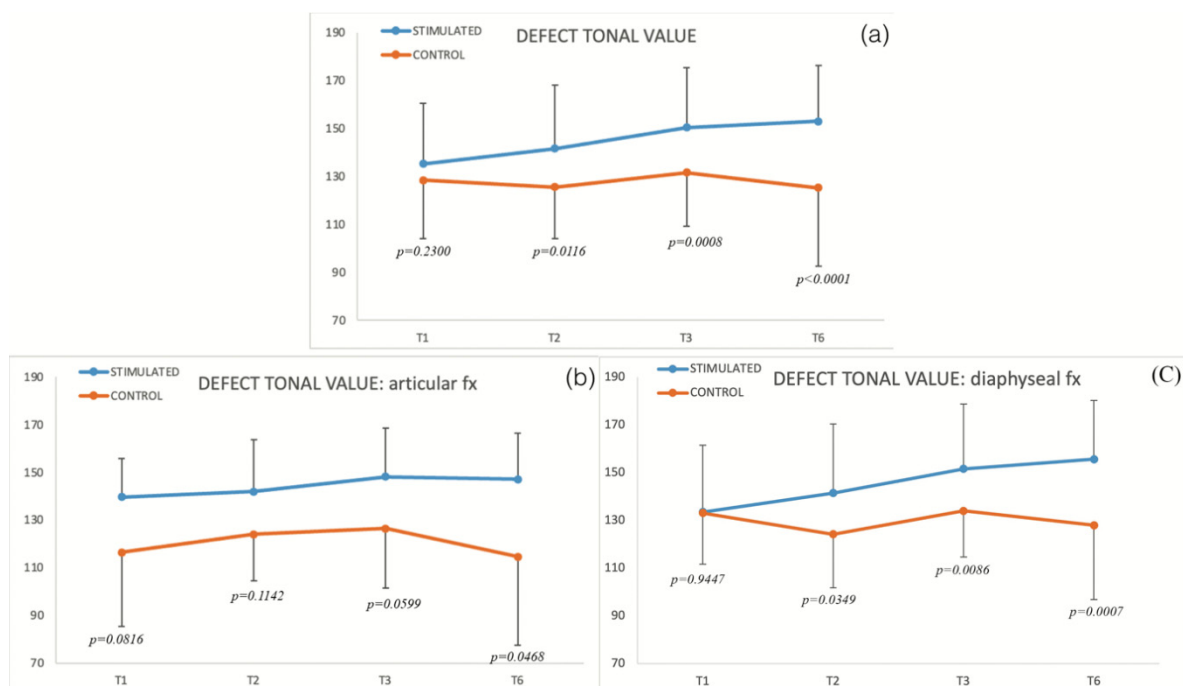 190
STIMULATED
CONTROL
DEFECT TONAL VALUE
(a)
170
150
130
110
90
70
p=0.2300
p=0.0116
p=0.0008
p<0.0001
T1
T2
T3
T6
190
STIMULATED
CONTROL
DEFECT TONAL VALUE: articular fx
(b)
170
150
130
110
90
70
p=0.0816
p=0.1142
p=0.0599
p=0.0468
T1
T2
T3
T6
190
STIMULATED
CONTROL
DEFECT TONAL VALUE: diaphyseal fx
(C)
170
150
130
110
90
70
p=0.9447
p=0.0349
p=0.0086
p=0.0007
T1
T2
T3
T6